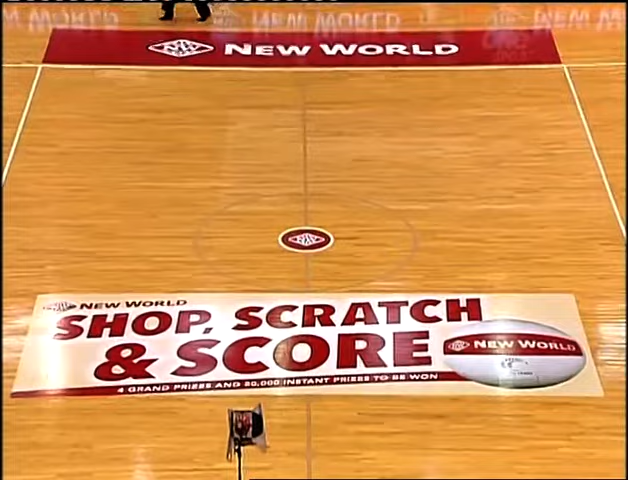 NEW WORLD
NEW WORLD
SHOP, SCRATCH
& SCORE
NEW WORLD
4 GRAND PRIZES AND 20,000 INSTANT PRIZES TO BE WON